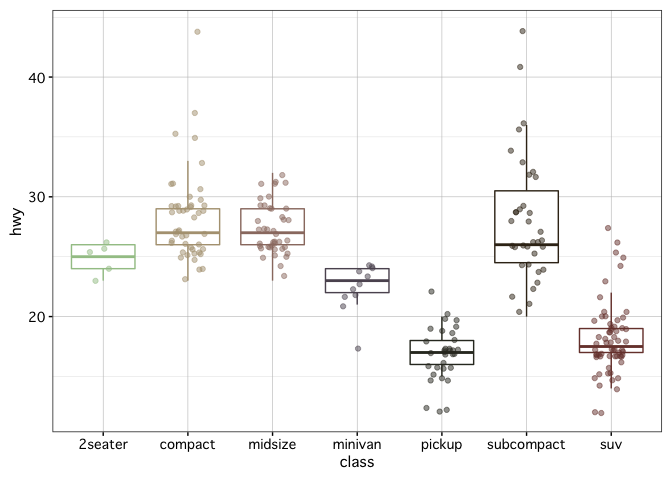 hwy
40
30
20
2seater compact midsize minivan pickup subcompact suv
class